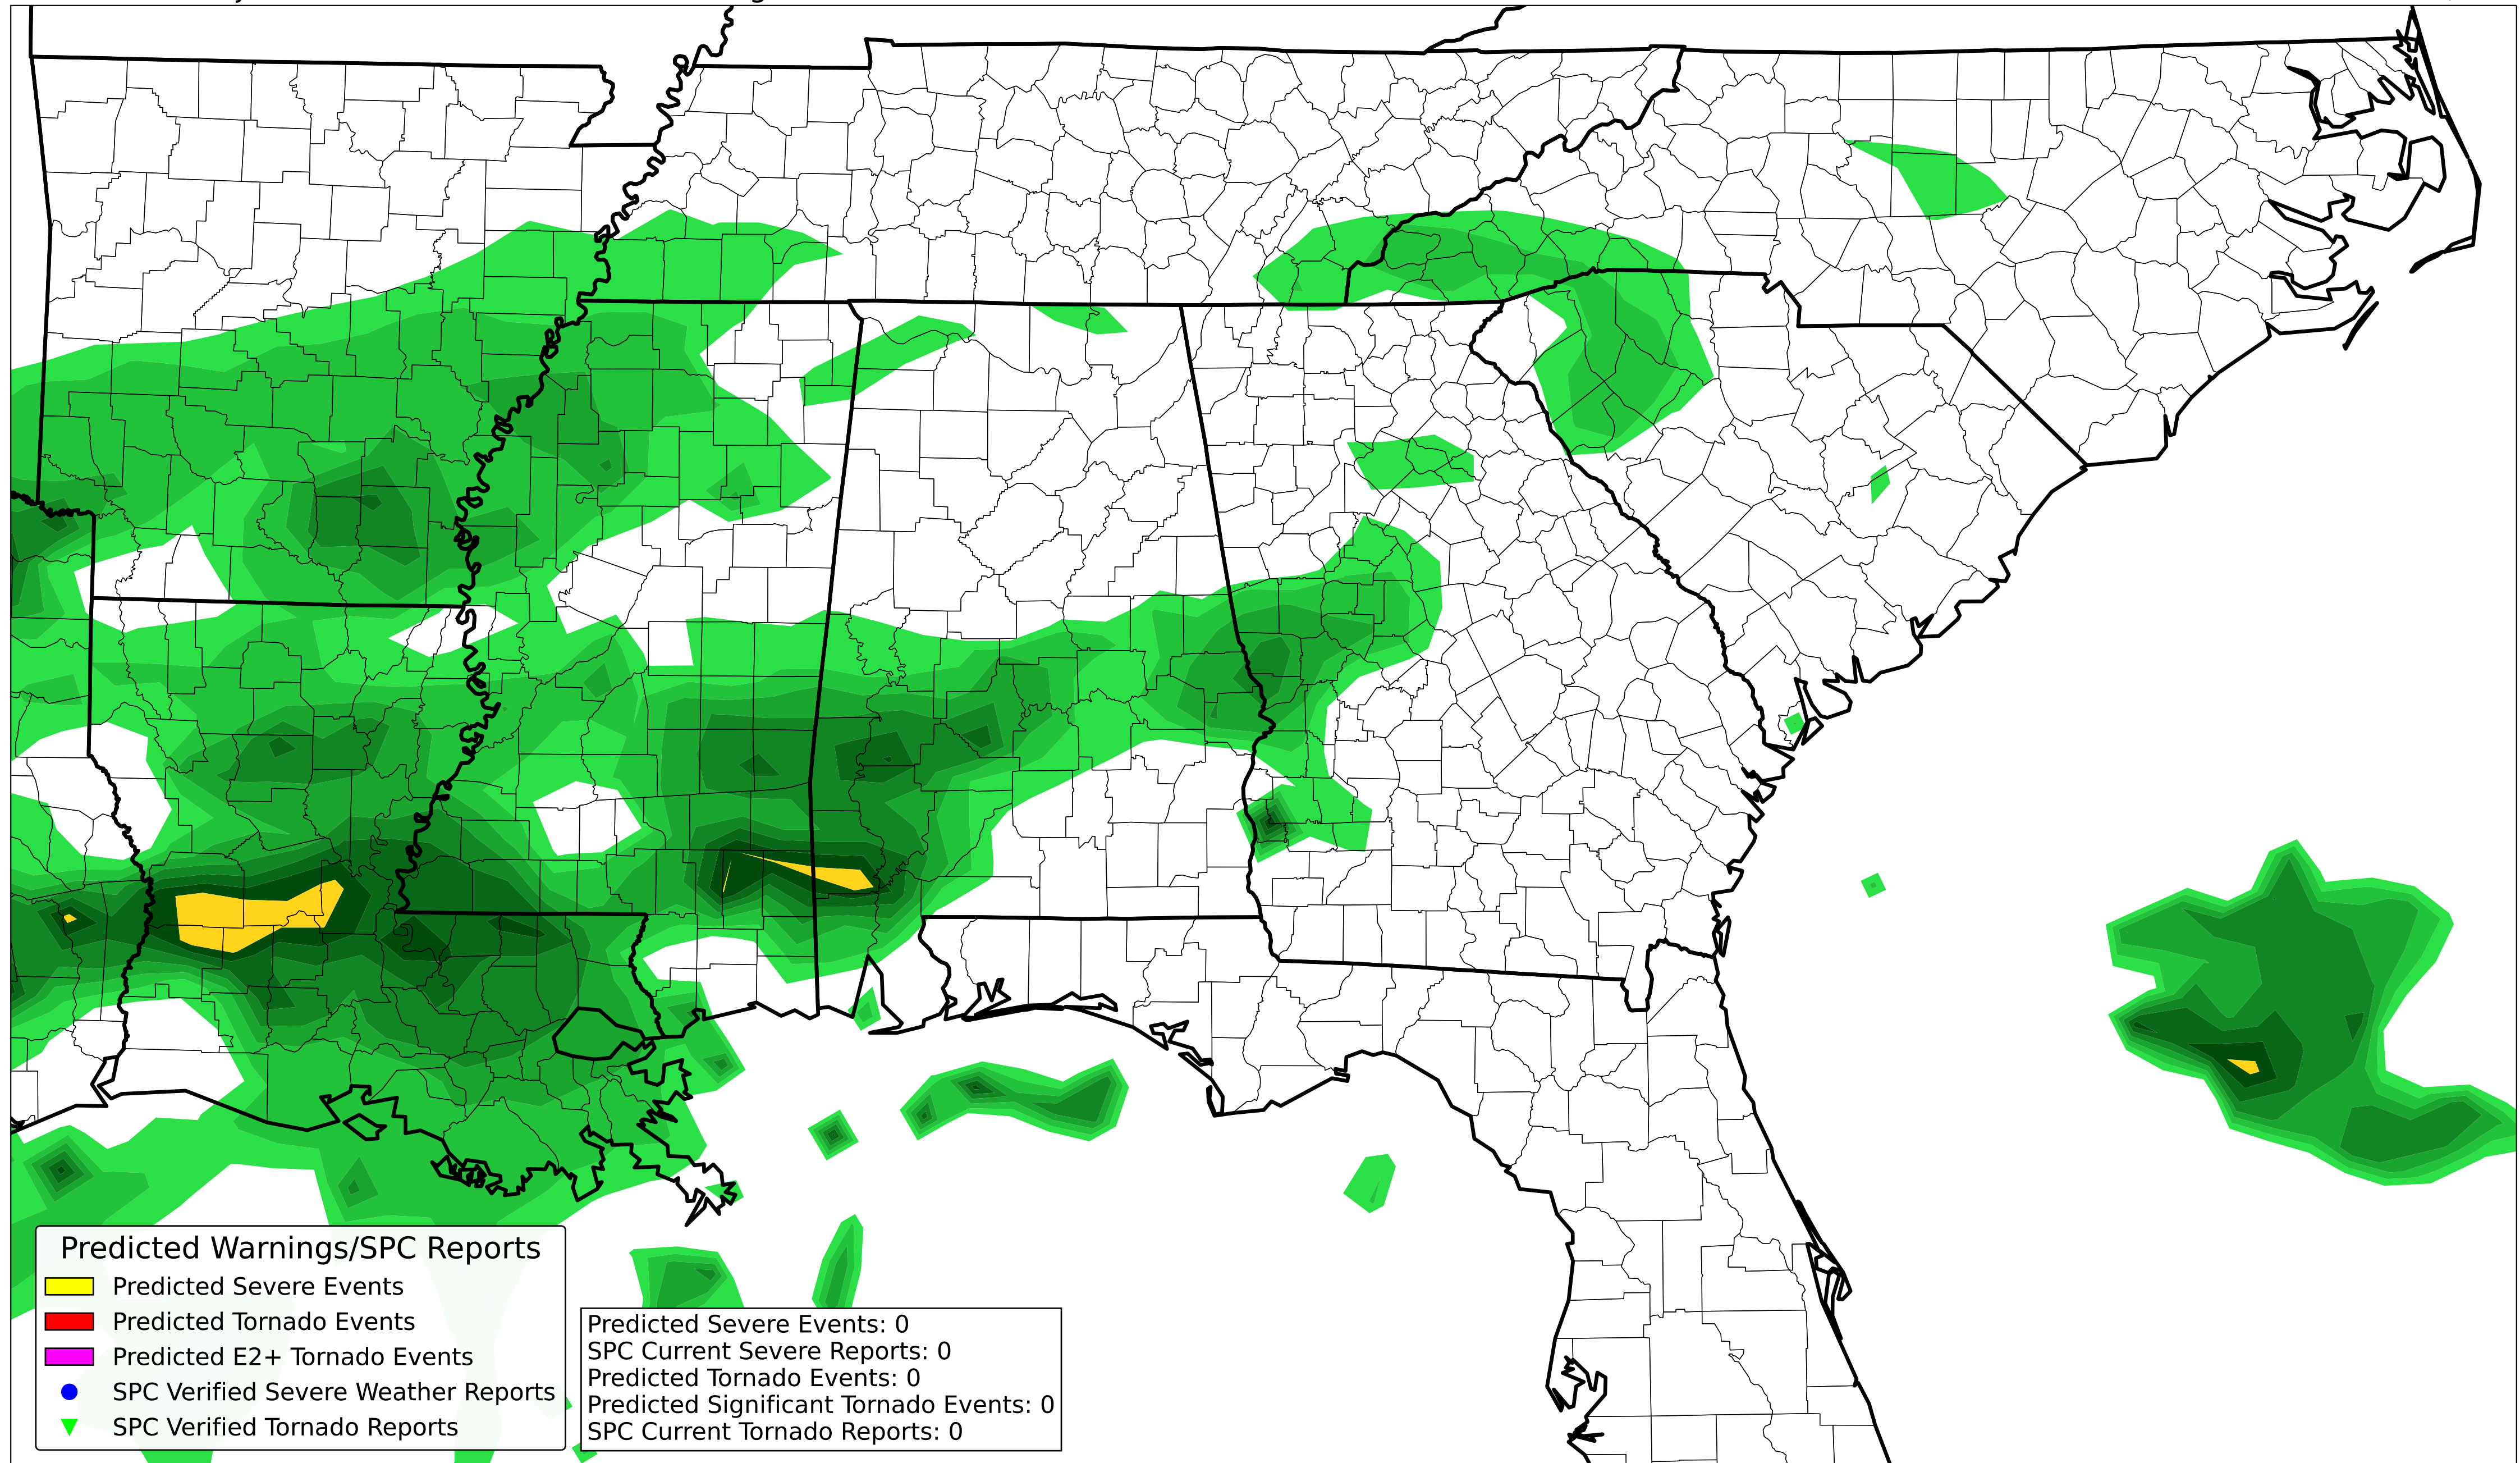 Predicted Warnings/SPC Reports
Predicted Severe Events
Predicted Tornado Events
Predicted E2+ Tornado Events
SPC Verified Severe Weather Reports
SPC Verified Tornado Reports
Predicted Severe Events: 0
SPC Current Severe Reports: 0
Predicted Tornado Events: 0
Predicted Significant Tornado Events: 0
SPC Current Tornado Reports: 0